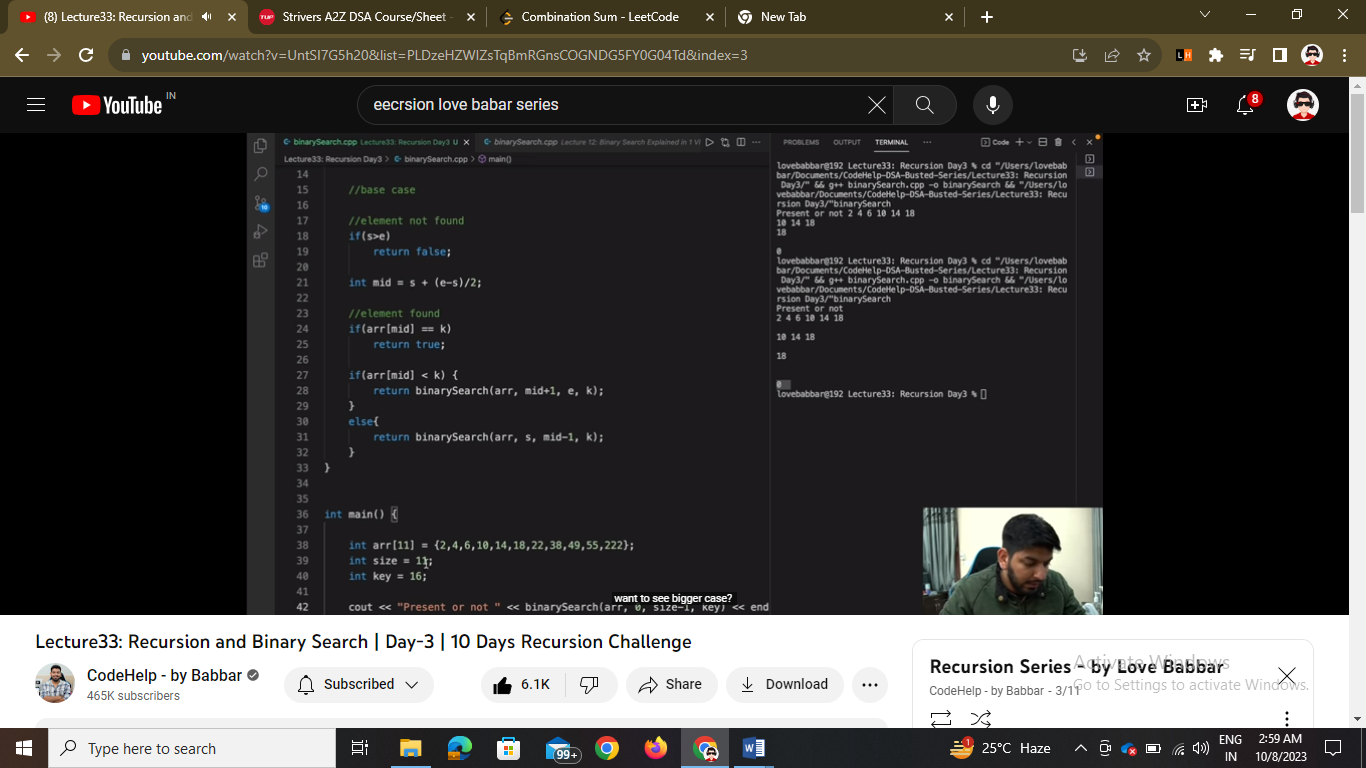 (8) Lecture33: Recursion and
Strivers A2Z DSA Course/Sheet -
Combination Sum - LeetCode
New Tab
youtube.com/watch?v=UntSI7G5h20&list=PLDzeHZWIZsTqBmRGnsCOGNDG5FY0G04Td&index=3
YouTube IN
eecrsion love babar series
8
binarySearch.cpp Lecture33: Recursion Day3 U
binarySearch.cpp Lecture 12: Binary Search Explained in 1 Vi
Lecture33: Recursion Day3 > binarySearch.cpp > main()
14
15 //base case
16
17 //element not found
18 if(s>e)
19 return false;
20
21 int mid = s + (e-s)/2;
22
23 //element found
24 if(arr[mid] == k)
25 return true;
26
27 if(arr[mid] < k) {
28 return binarySearch(arr, mid+1, e, k);
29 }
30 else{
31 return binarySearch(arr, s, mid-1, k);
32 }
33 }
34
35
36 int main() {
37
38 int arr[11] = {2,4,6,10,14,18,22,38,49,55,222};
39 int size = 11;
40 int key = 16;
41
42 cout << "Present or not " << binarySearch(arr, 0, size-1, key) << end
want to see bigger case?
PROBLEMS OUTPUT TERMINAL ... Code
lovebabbar@192 Lecture33: Recursion Day3 % cd "/Users/loveba
bbar/Documents/CodeHelp-DSA-Busted-Series/Lecture33: Recursion
Day3/" && g++ binarySearch.cpp -o binarySearch && "/Users/lo
vebabbar/Documents/CodeHelp-DSA-Busted-Series/Lecture33: Recu
rsion Day3/"binarySearch
Present or not 2 4 6 10 14 18
10 14 18
18
0
lovebabbar@192 Lecture33: Recursion Day3 % cd "/Users/lovebab
bar/Documents/CodeHelp-DSA-Busted-Series/Lecture33: Recursion
Day3/" && g++ binarySearch.cpp -o binarySearch && "/Users/lo
vebabbar/Documents/CodeHelp-DSA-Busted-Series/Lecture33: Recu
rsion Day3/"binarySearch
Present or not
2 4 6 10 14 18
10 14 18
18
0
lovebabbar@192 Lecture33: Recursion Day3 %
Lecture33: Recursion and Binary Search | Day-3 | 10 Days Recursion Challenge
CodeHelp - by Babbar
465K subscribers
Subscribed
6.1K
Share
Download
Recursion Series - by Love Babbar
CodeHelp - by Babbar - 3/11
Activate Windows
Go to Settings to activate Windows.
Type here to search
99+
1
25°C Haze
ENG
IN
2:59 AM
10/8/2023